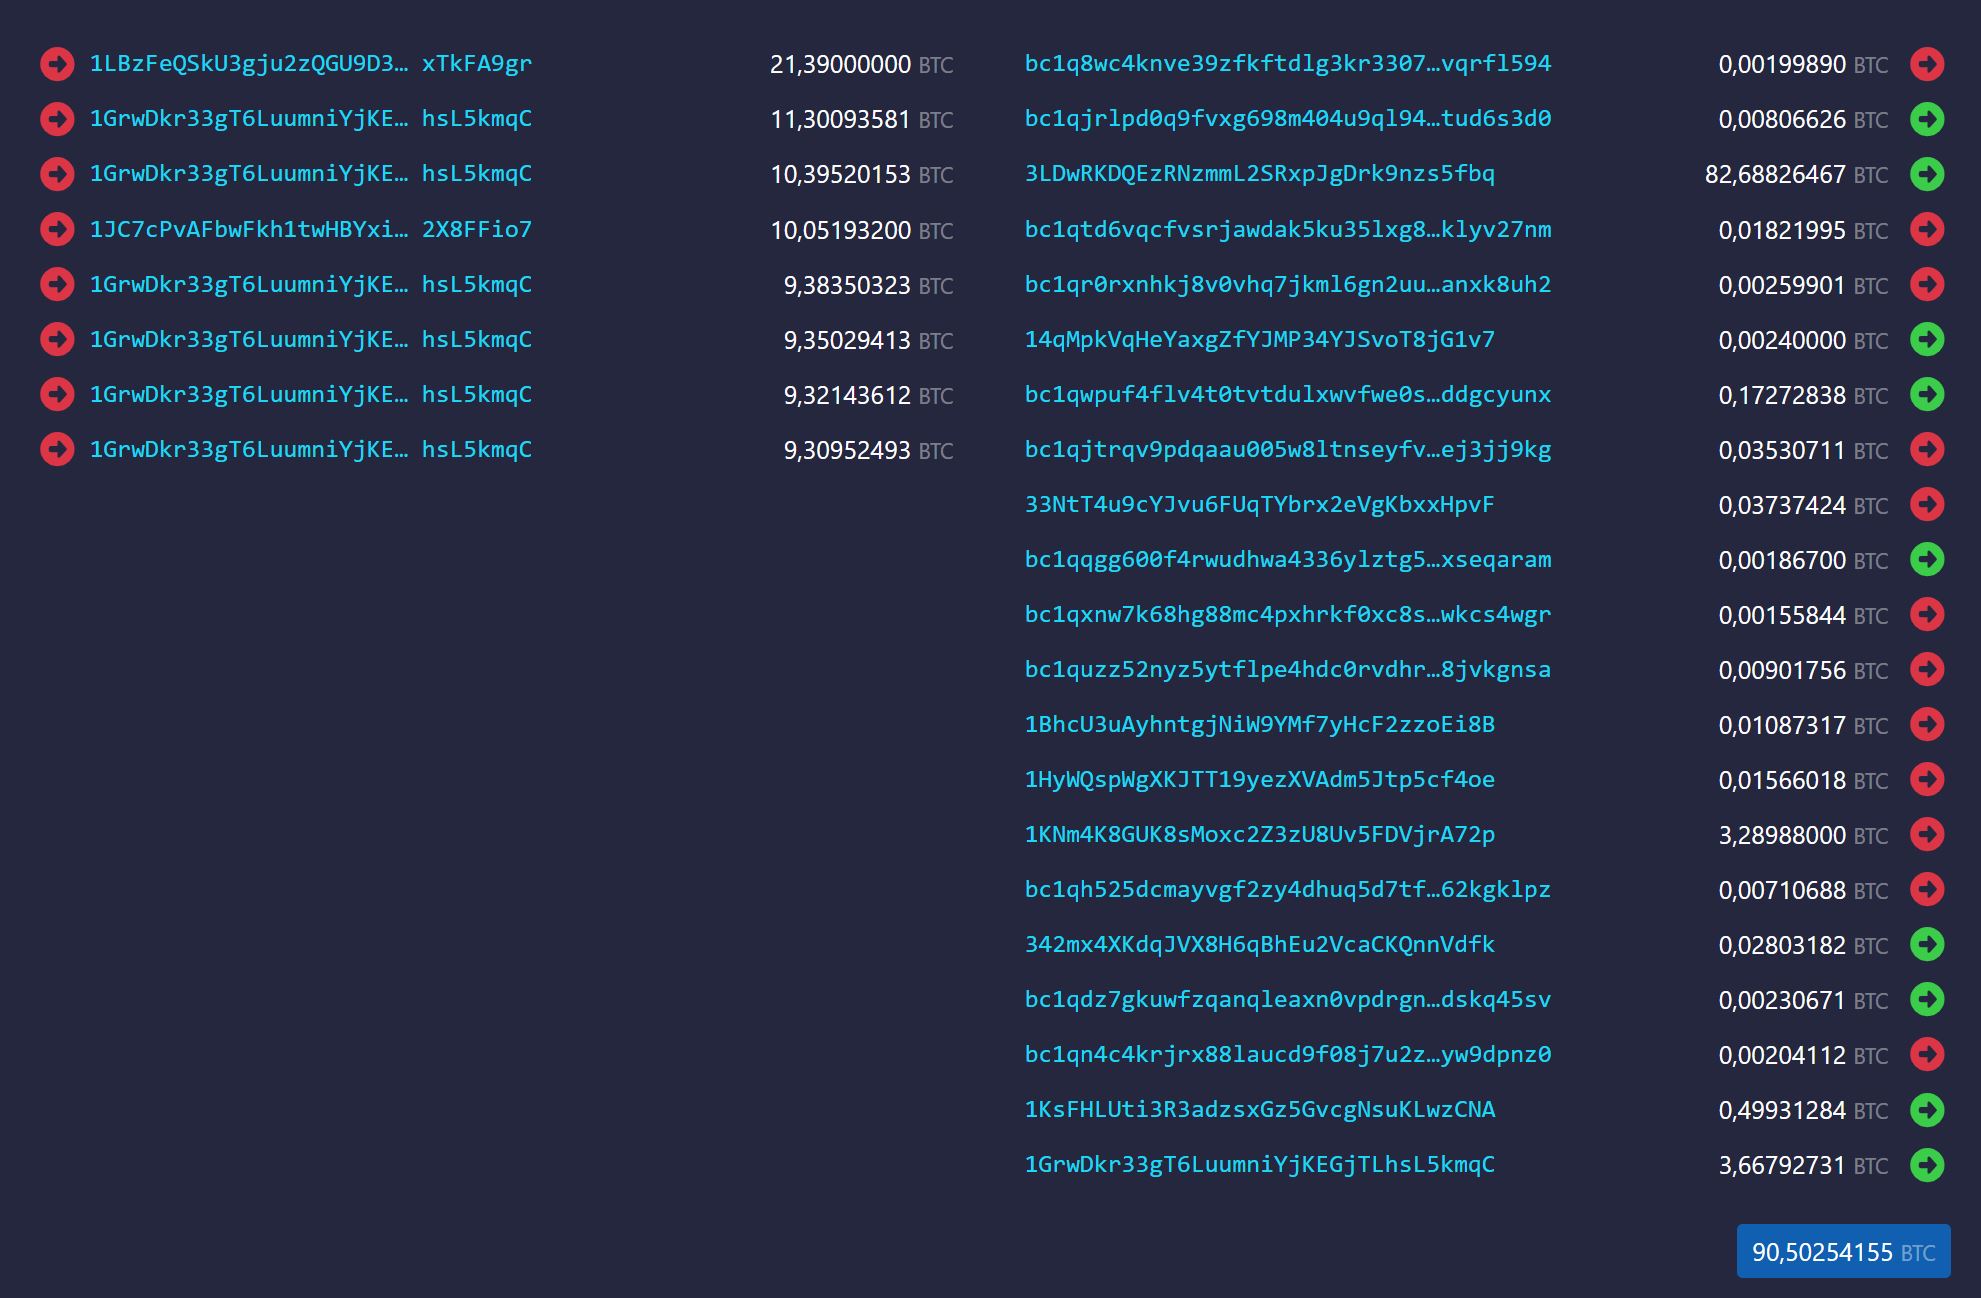 1LBzFeQSkU3gju2zQGU9D3… xTkFA9gr 21,39000000 BTC bc1q8wc4knve39zfkftdlg3kr3307…vqrfl594 0,00199890 BTC
1GrwDkr33gT6LuumniYjKE… hsL5kmqC 11,30093581 BTC bc1qjrlpd0q9fvxg698m404u9ql94…tud6s3d0 0,00806626 BTC
1GrwDkr33gT6LuumniYjKE… hsL5kmqC 10,39520153 BTC 3LDwRKDQEzRNzmmL2SRxpJgDrk9nzs5fbq 82,68826467 BTC
1JC7cPvAFbwFkh1twHBYxi… 2X8FFio7 10,05193200 BTC bc1qtd6vqcfvsrjawdak5ku35lxg8…klyv27nm 0,01821995 BTC
1GrwDkr33gT6LuumniYjKE… hsL5kmqC 9,38350323 BTC bc1qr0rxnhkj8v0vhq7jkml6gn2uu…anxk8uh2 0,00259901 BTC
1GrwDkr33gT6LuumniYjKE… hsL5kmqC 9,35029413 BTC 14qMpkVqHeYaxgZfYJMP34YJSvoT8jG1v7 0,00240000 BTC
1GrwDkr33gT6LuumniYjKE… hsL5kmqC 9,32143612 BTC bc1qwpuf4flv4t0tvtdulxwvfwe0s…ddgcyunx 0,17272838 BTC
1GrwDkr33gT6LuumniYjKE… hsL5kmqC 9,30952493 BTC bc1qjtrqv9pdqaau005w8ltnseyfv…ej3jj9kg 0,03530711 BTC
33NtT4u9cYJvu6FUqTYbrx2eVgKbxxHpvF 0,03737424 BTC
bc1qqgg600f4rwudhwa4336ylztg5…xseqaram 0,00186700 BTC
bc1qxnw7k68hg88mc4pxhrkf0xc8s…wkcs4wgr 0,00155844 BTC
bc1quzz52nyz5ytflpe4hdc0rvdhr…8jvkgnsa 0,00901756 BTC
1BhcU3uAyhntgjNiW9YMf7yHcF2zzoEi8B 0,01087317 BTC
1HyWQspWgXKJTT19yezXVAdm5Jtp5cf4oe 0,01566018 BTC
1KNm4K8GUK8sMoxc2Z3zU8Uv5FDVjrA72p 3,28988000 BTC
bc1qh525dcmayvgf2zy4dhuq5d7tf…62kgklpz 0,00710688 BTC
342mx4XKdqJVX8H6qBhEu2VcaCKQnnVdfk 0,02803182 BTC
bc1qdz7gkuwfzqanqleaxn0vpdrgn…dskq45sv 0,00230671 BTC
bc1qn4c4krjrx88laucd9f08j7u2z…yw9dpnz0 0,00204112 BTC
1KsFHLUti3R3adzsxGz5GvcgNsuKLwzCNA 0,49931284 BTC
1GrwDkr33gT6LuumniYjKEGjTLhsL5kmqC 3,66792731 BTC
90,50254155 BTC